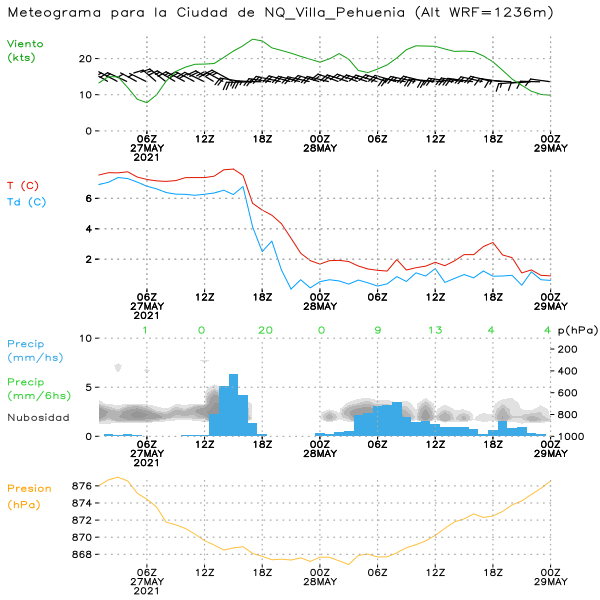 Meteograma para la Ciudad de NQ_Villa_Pehuenia (Alt WRF=1236m)
Viento
(kts)
20
10
0
06Z 12Z 18Z 00Z 06Z 12Z 18Z 00Z
27MAY 28MAY 29MAY
2021
T (C)
Td (C)
6
4
2
06Z 12Z 18Z 00Z 06Z 12Z 18Z 00Z
27MAY 28MAY 29MAY
2021
1 0 20 0 9 13 4 4 p(hPa)
Precip
(mm/hs)
Precip
(mm/6hs)
Nubosidad
10
5
0
200
400
600
800
1000
06Z 12Z 18Z 00Z 06Z 12Z 18Z 00Z
27MAY 28MAY 29MAY
2021
Presion
(hPa)
876
874
872
870
868
06Z 12Z 18Z 00Z 06Z 12Z 18Z 00Z
27MAY 28MAY 29MAY
2021